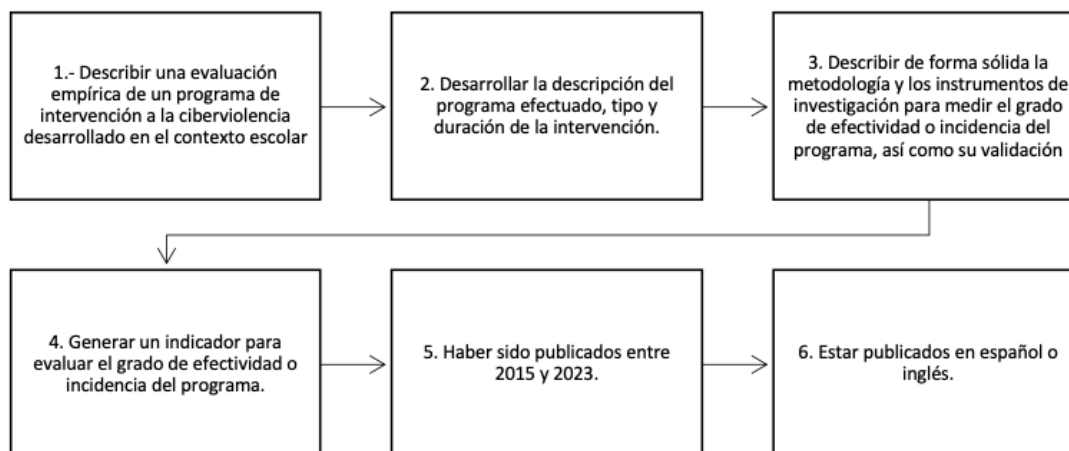 1.- Describir una evaluación
empírica de un programa de
intervención a la ciberviolencia
desarrollado en el contexto escolar
2. Desarrollar la descripción del
programa efectuado, tipo y
duración de la intervención.
3. Describir de forma sólida la
metodología y los instrumentos de
investigación para medir el grado
de efectividad o incidencia del
programa, así como su validación
4. Generar un indicador para
evaluar el grado de efectividad o
incidencia del programa.
5. Haber sido publicados entre
2015 y 2023.
6. Estar publicados en español o
inglés.